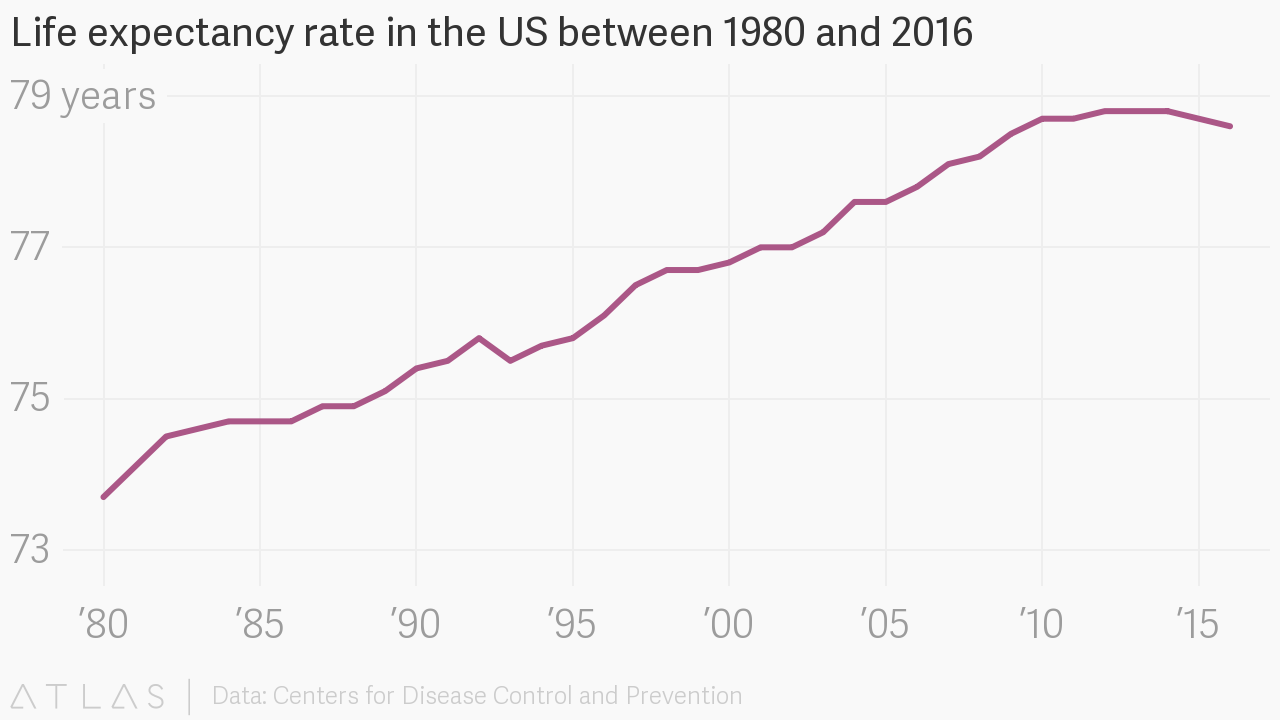 Life expectancy rate in the US between 1980 and 2016
79 years
77
75
73
’80 ’85 ’90 ’95 ’00 ’05 ’10 ’15
ATLAS | Data: Centers for Disease Control and Prevention